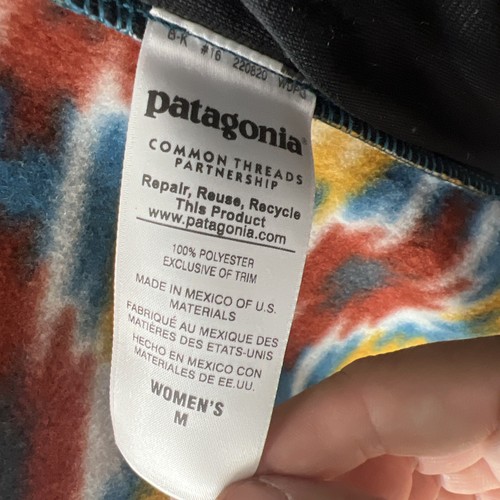 B-K #16 220820 WDPS
patagonia®
COMMON THREADS
PARTNERSHIP
Repair, Reuse, Recycle
This Product
www.patagonia.com
100% POLYESTER
EXCLUSIVE OF TRIM
MADE IN MEXICO OF U.S.
MATERIALS
FABRIQUÉ AU MEXIQUE DES
MATIÈRES DES ETATS-UNIS
HECHO EN MEXICO CON
MATERIALES DE EE.UU.
WOMEN'S
M